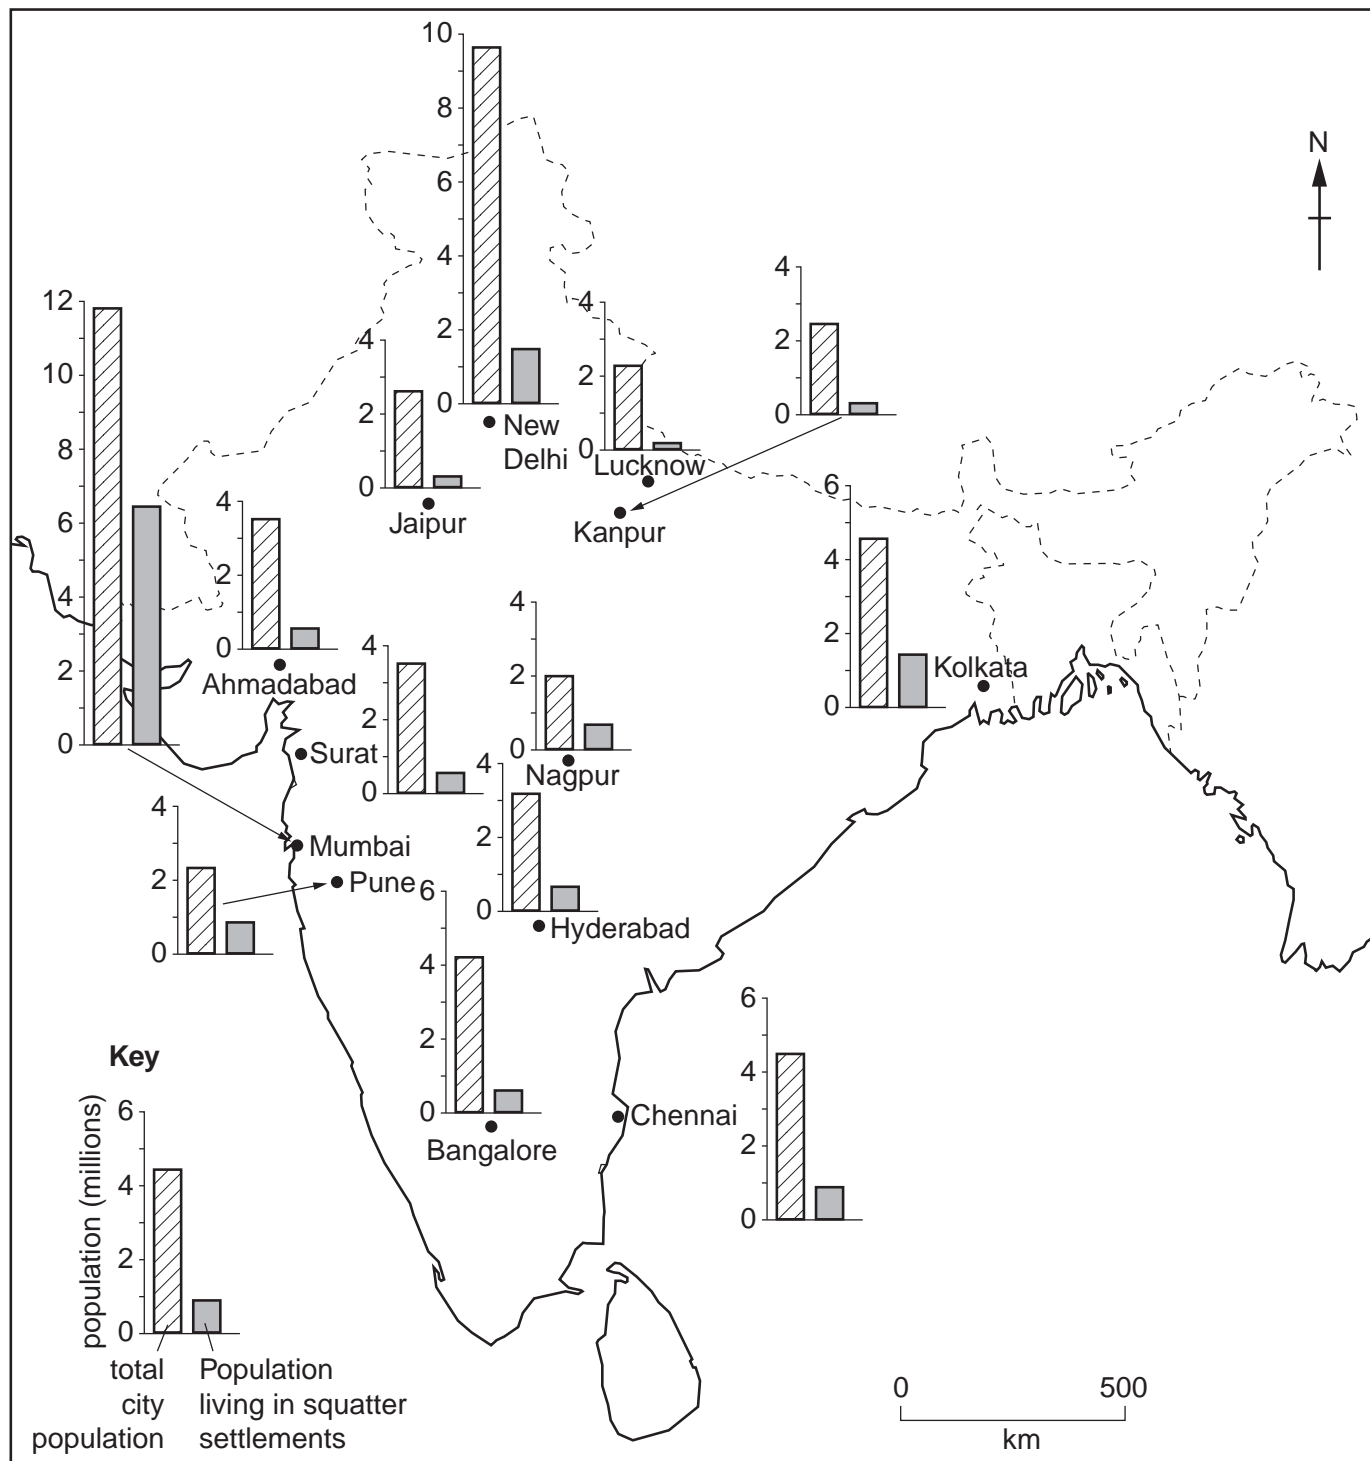 10
8
6
4
2
0
New
Delhi
N
4
2
0
Kanpur
4
2
0
Lucknow
4
2
0
Jaipur
12
10
8
6
4
2
0
Mumbai
4
2
0
Ahmadabad
6
4
2
0
Kolkata
4
2
0
Surat
4
2
0
Nagpur
4
2
0
Hyderabad
4
2
0
Pune
6
4
2
0
Bangalore
6
4
2
0
Chennai
Key
population (millions)
6
4
2
0
total
city
population
Population
living in squatter
settlements
0 500
km